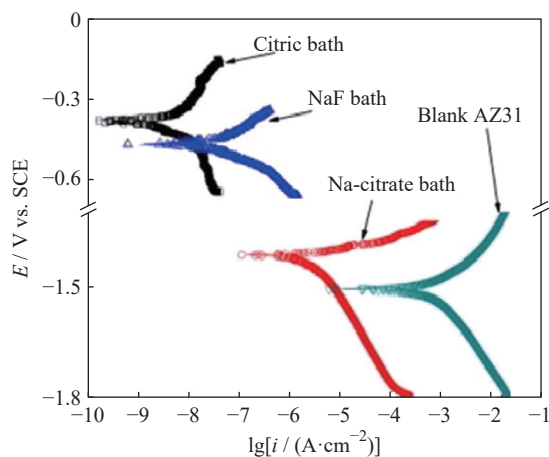 0
Citric bath
NaF bath
−0.3
Blank AZ31
−0.6
Na-citrate bath
E / V vs. SCE
−1.5
−1.8
−10 −9 −8 −7 −6 −5 −4 −3 −2 −1
lg[i / (A·cm⁻²)]